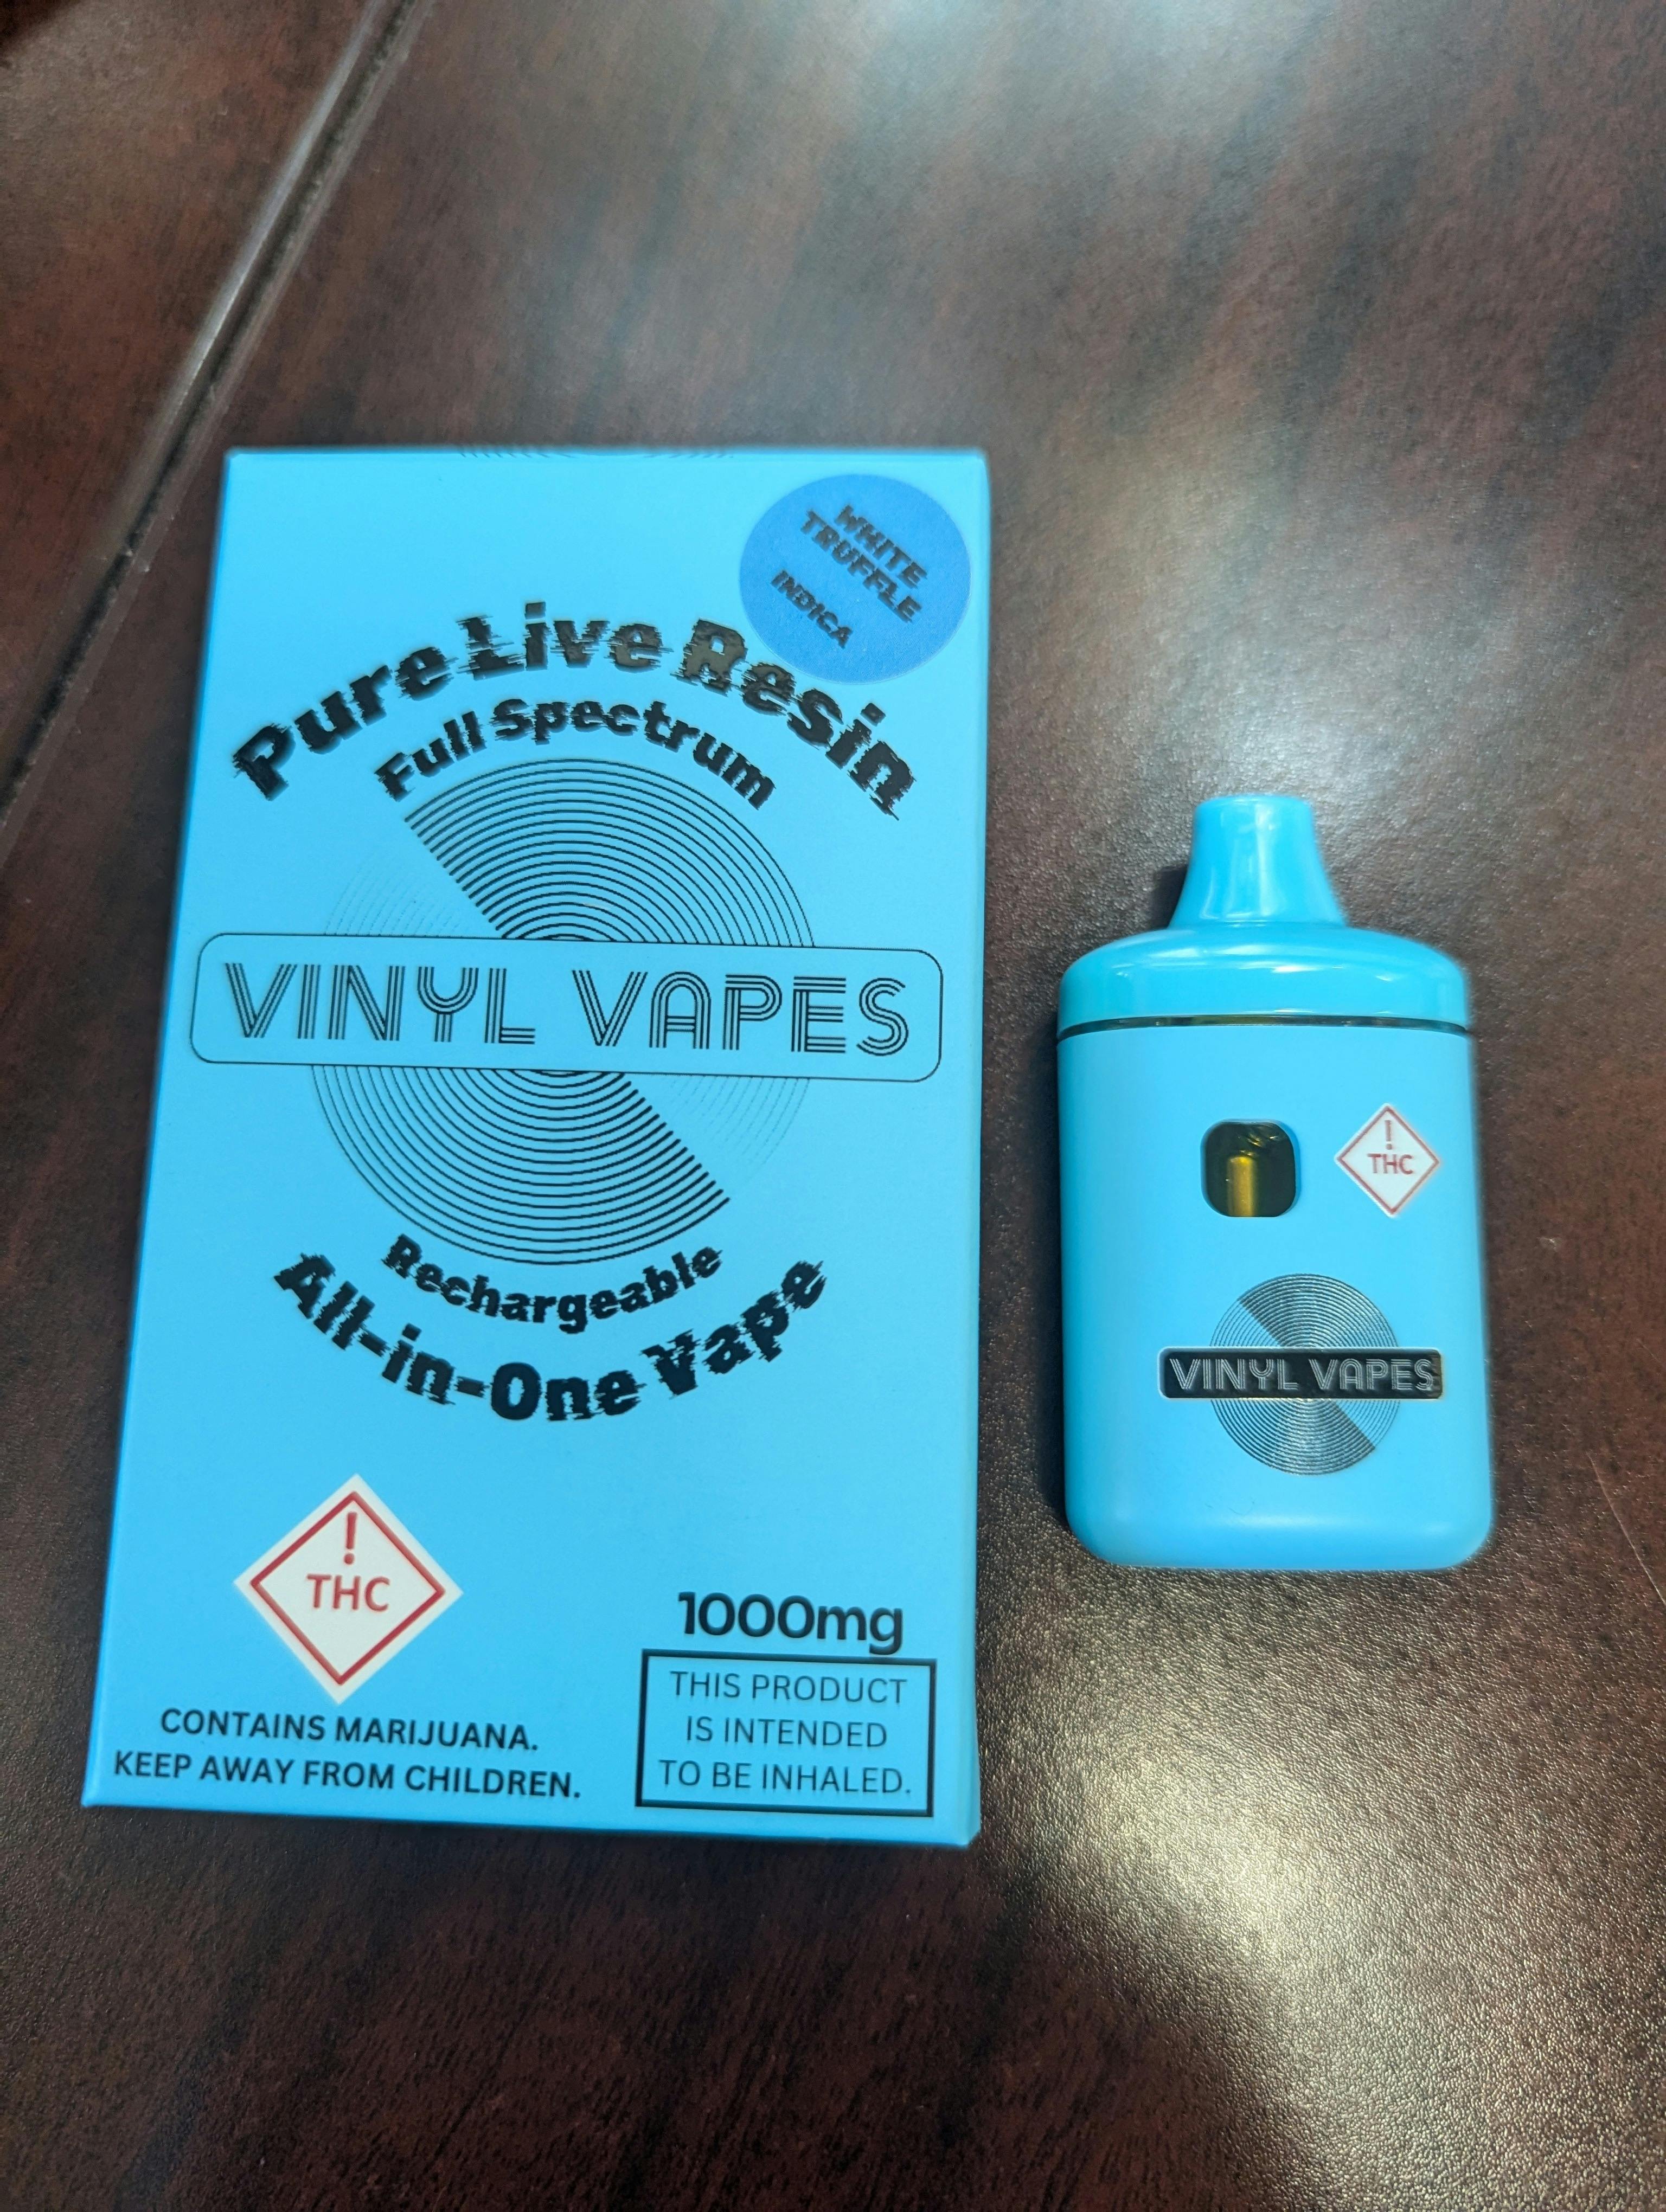 WHITE
TRUFFLE
INDICA
Pure Live Resin
Full Spectrum
VINYL VAPES
Rechargeable
All-in-One Vape
!
THC
CONTAINS MARIJUANA.
KEEP AWAY FROM CHILDREN.
1000mg
THIS PRODUCT
IS INTENDED
TO BE INHALED.
!
THC
VINYL VAPES